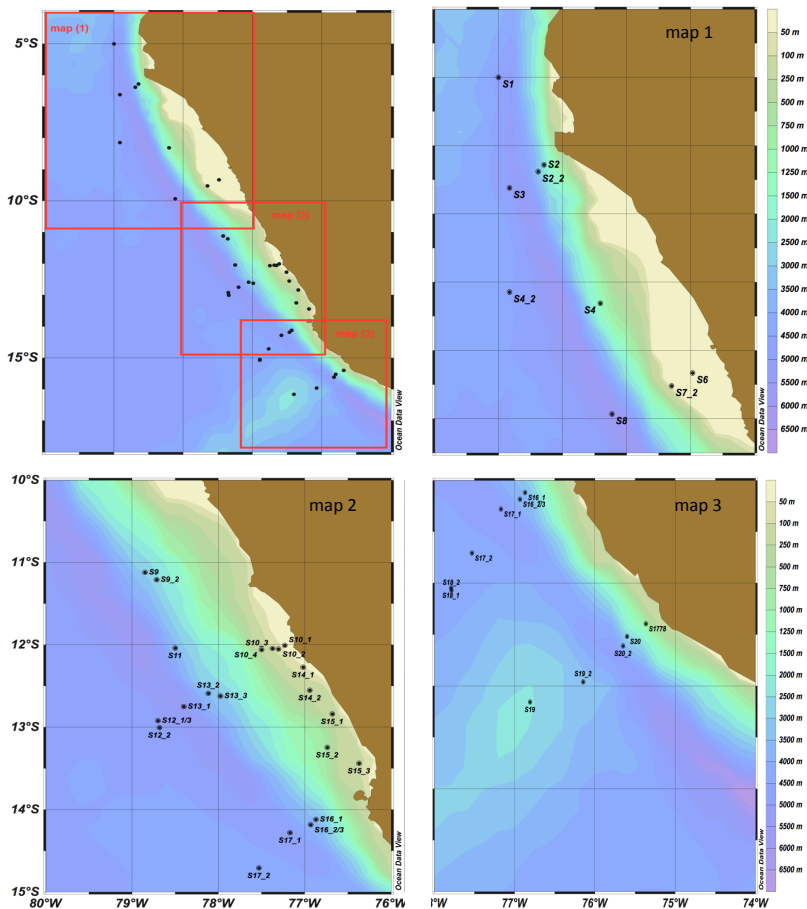 map (1)
map (2)
map (3)
5°S
10°S
15°S
Ocean Data View
map 1
S1
S2
S2_2
S3
S4_2
S4
S6
S7_2
S8
Ocean Data View
50 m
250 m
500 m
750 m
1000 m
1250 m
1500 m
2000 m
2500 m
3000 m
3500 m
4000 m
4500 m
5000 m
5500 m
6000 m
6500 m
map 2
10°S
11°S
12°S
13°S
14°S
15°S
80°W
79°W
78°W
77°W
76°W
S9
S9_2
S10_3
S10_1
S10_4
S10_2
S11
S14_1
S13_2
S13_3
S14_2
S13_1
S12_1/3
S12_2
S15_1
S15_2
S15_3
S16_1
S16_2/3
S17_1
S17_2
Ocean Data View
map 3
S16_1
S16_2/3
S17_1
S17_2
S18_2
S18_1
S1778
S20
S20_2
S19_2
S19
°W
77°W
76°W
75°W
74°W
Ocean Data View
50 m
250 m
500 m
750 m
1000 m
1250 m
1500 m
2000 m
2500 m
3000 m
3500 m
4000 m
4500 m
5000 m
5500 m
6000 m
6500 m